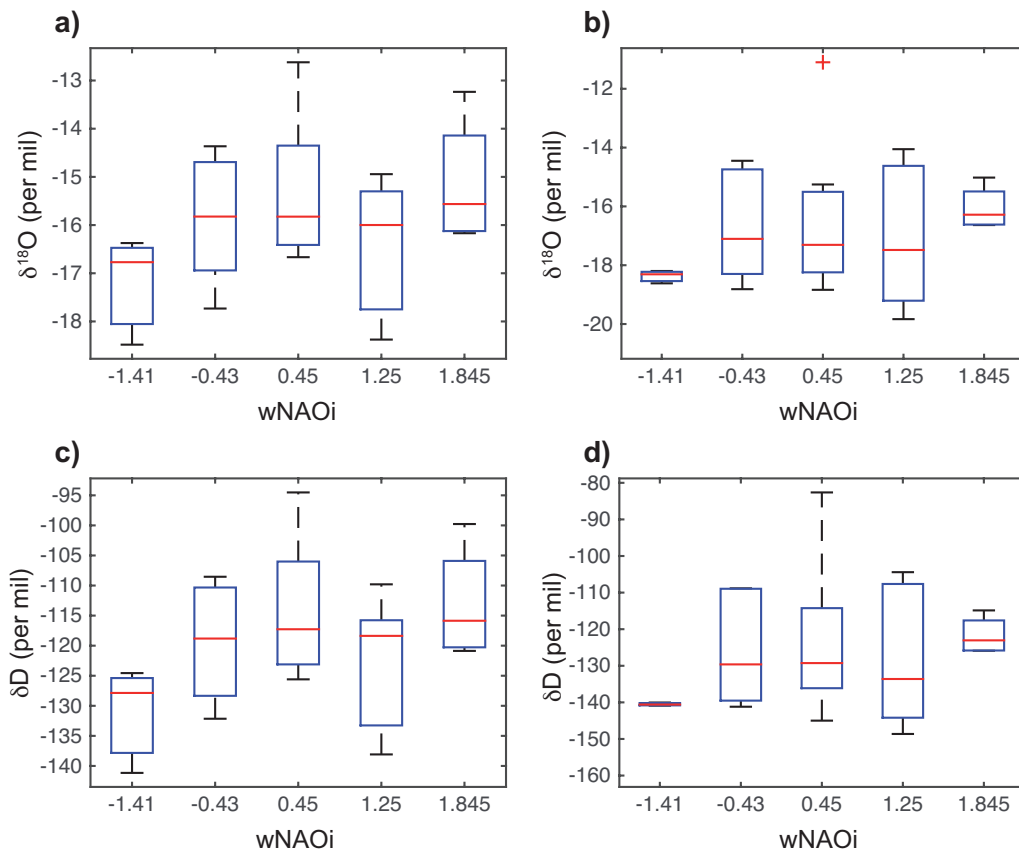 a)
-13
-14
-15
-16
-17
-18
δ18O (per mil)
-1.41 -0.43 0.45 1.25 1.845
wNAOi
b)
-12
-14
-16
-18
-20
δ18O (per mil)
-1.41 -0.43 0.45 1.25 1.845
wNAOi
c)
-95
-100
-105
-110
-115
-120
-125
-130
-135
-140
δD (per mil)
-1.41 -0.43 0.45 1.25 1.845
wNAOi
d)
-80
-90
-100
-110
-120
-130
-140
-150
-160
δD (per mil)
-1.41 -0.43 0.45 1.25 1.845
wNAOi